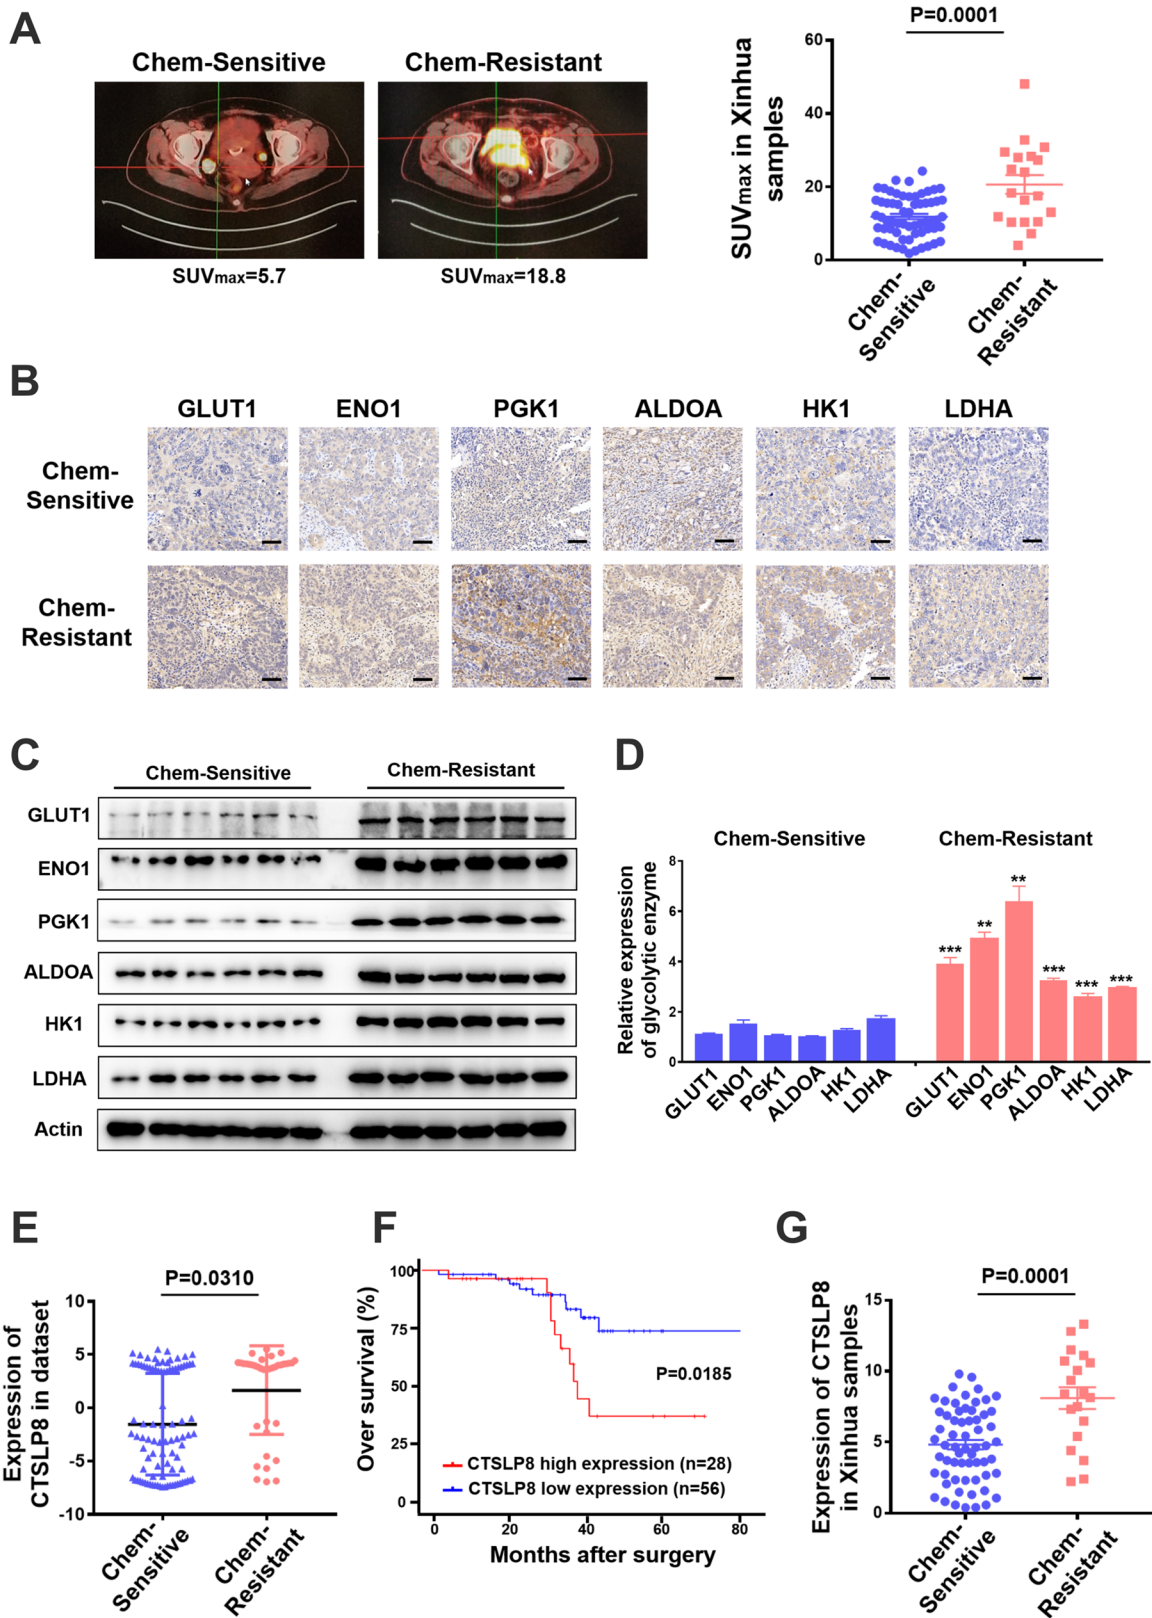 A
Chem-Sensitive
Chem-Resistant
SUVmax=5.7
SUVmax=18.8
P=0.0001
SUVmax in Xinhua
samples
60
40
20
0
Chem-
Sensitive
Chem-
Resistant
B
GLUT1
ENO1
PGK1
ALDOA
HK1
LDHA
Chem-
Sensitive
Chem-
Resistant
C
Chem-Sensitive
Chem-Resistant
GLUT1
ENO1
PGK1
ALDOA
HK1
LDHA
Actin
D
Chem-Sensitive
Chem-Resistant
Relative expression
of glycolytic enzyme
8
6
4
2
0
***
**
**
***
***
***
GLUT1
ENO1
PGK1
ALDOA
HK1
LDHA
GLUT1
ENO1
PGK1
ALDOA
HK1
LDHA
E
P=0.0310
Expression of
CTSLP8 in dataset
10
5
0
-5
-10
Chem-
Sensitive
Chem-
Resistant
F
Over survival (%)
100
75
50
25
0
P=0.0185
CTSLP8 high expression (n=28)
CTSLP8 low expression (n=56)
0
20
40
60
80
Months after surgery
G
P=0.0001
Expression of CTSLP8
in Xinhua samples
15
10
5
0
Chem-
Sensitive
Chem-
Resistant